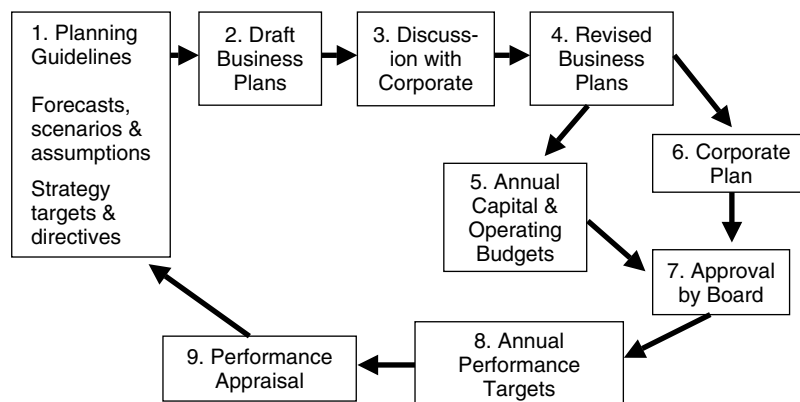 1. Planning
Guidelines
Forecasts,
scenarios &
assumptions
Strategy
targets &
directives
2. Draft
Business
Plans
3. Discuss-
ion with
Corporate
4. Revised
Business
Plans
5. Annual
Capital &
Operating
Budgets
6. Corporate
Plan
7. Approval
by Board
8. Annual
Performance
Targets
9. Performance
Appraisal